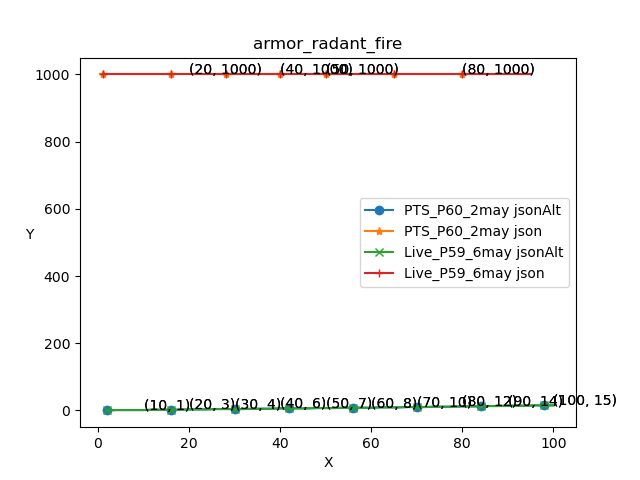 armor_radant_fire
1000
800
600
400
200
0
Y
(20, 1000)
(40, 1000)
(50, 1000)
(80, 1000)
PTS_P60_2may jsonAlt
PTS_P60_2may json
Live_P59_6may jsonAlt
Live_P59_6may json
(10, 1)
(20, 3)
(30, 4)
(40, 6)
(50, 7)
(60, 8)
(70, 10)
(80, 12)
(90, 14)
(100, 15)
0 20 40 60 80 100
X